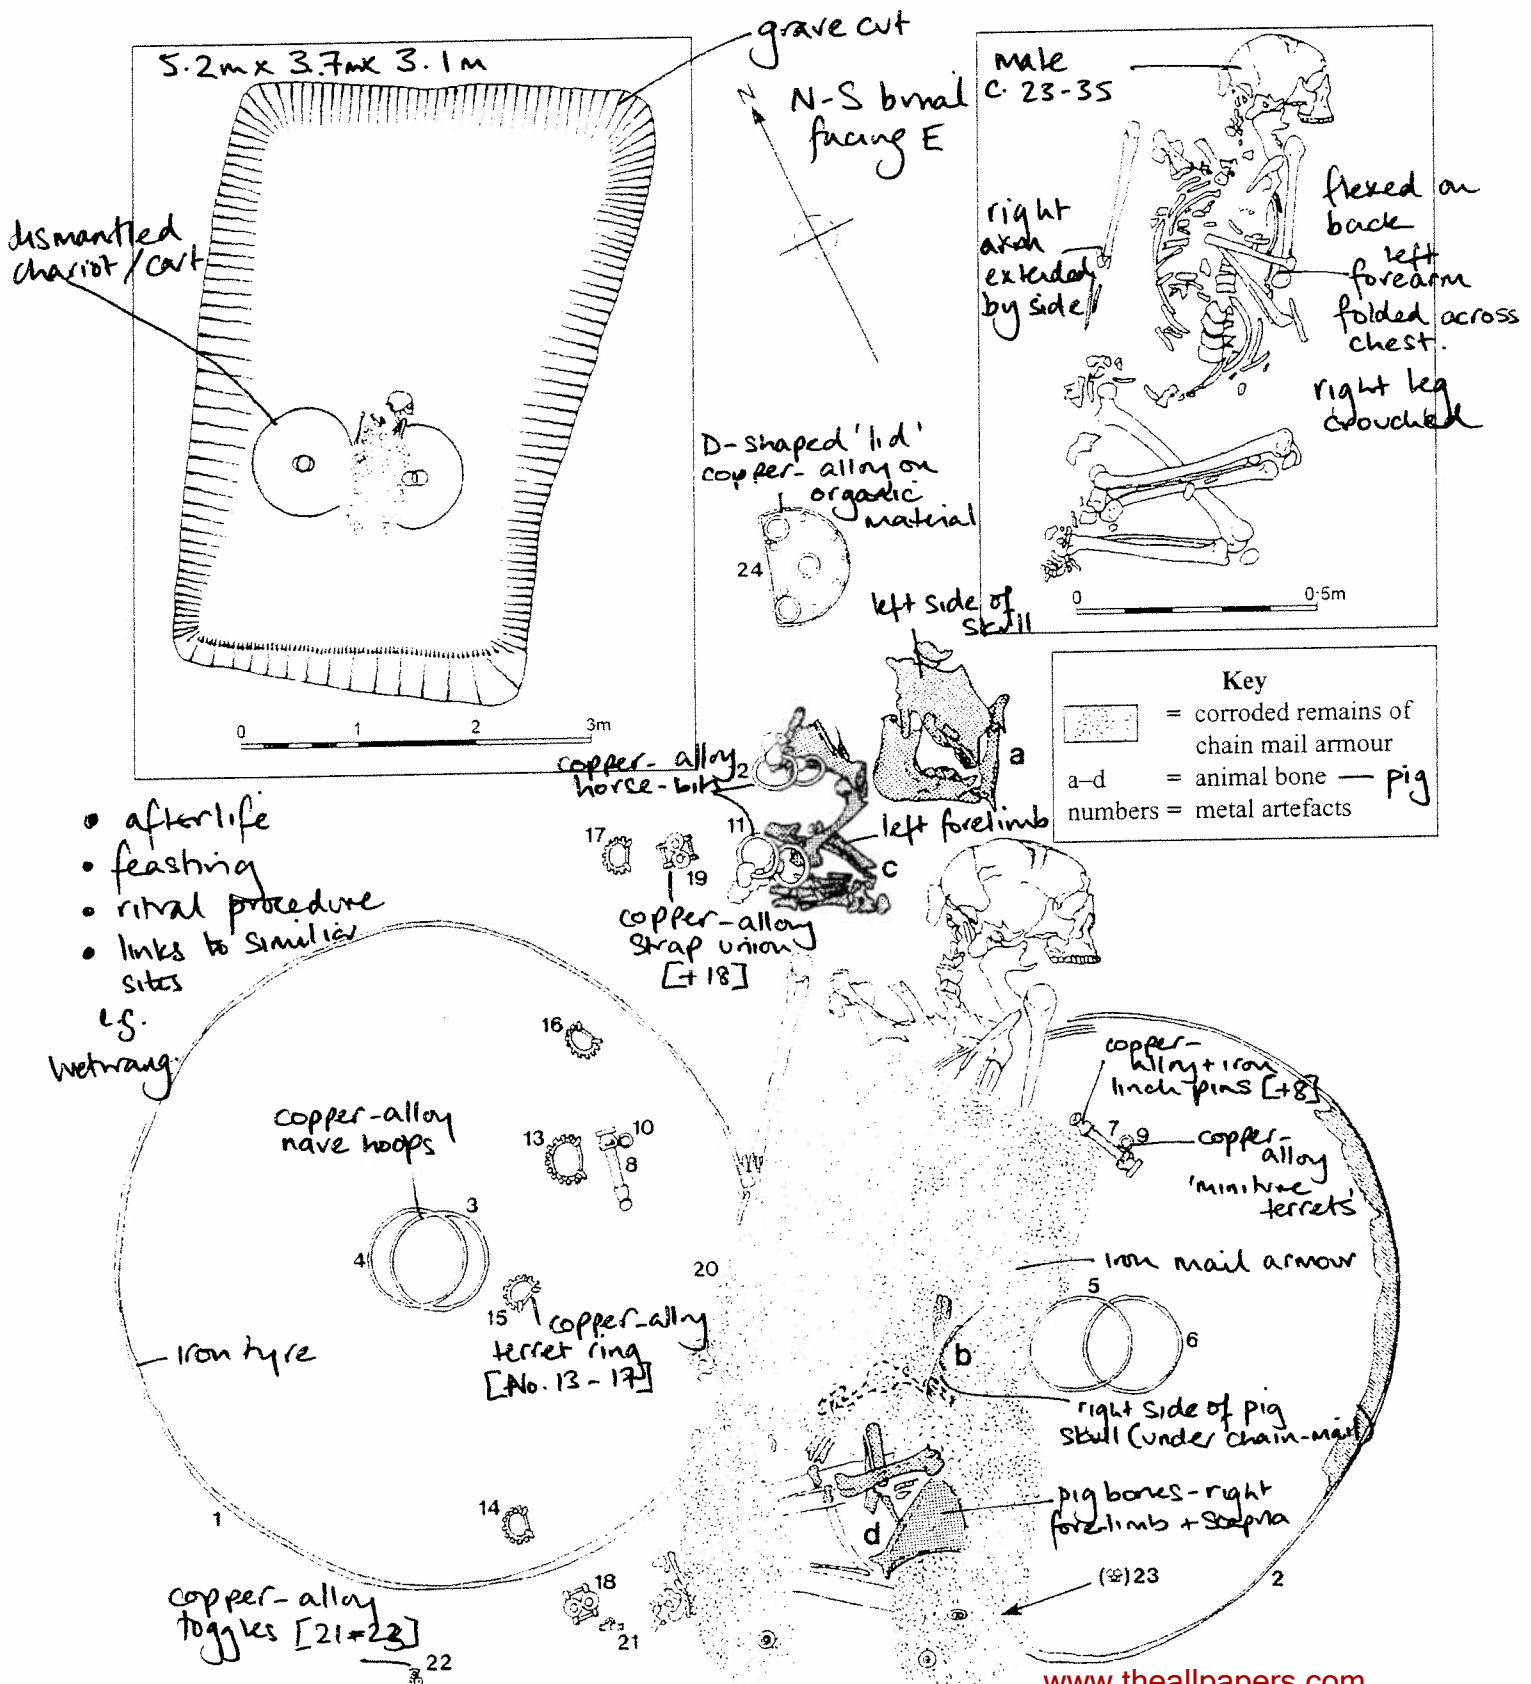 5.2m x 3.7m x 3.1m
grave cut
N
N-S burial
facing E
male
c. 23-35
dismantled
chariot / cart
right
arm
extended
by side
flexed on
back
left
forearm
folded across
chest.
right leg
crouched
D-shaped 'lid'
copper-alloy on
organic
material
24
0 0·5m
left side of
skull
0 1 2 3m
Key
= corroded remains of
chain mail armour
a–d = animal bone — pig
numbers = metal artefacts
copper-alloy
horse-bits
12
a
11
left forelimb
c
17
19
copper-alloy
strap union
[+18]
• afterlife
• feasting
• ritual procedure
• links to similiar
sites
e.g.
Wetwang.
16
copper-alloy
nave hoops
13
10
8
3
4
15
copper-alloy
terret ring
[No. 13-17]
iron tyre
20
copper-
alloy + iron
linch-pins [+8]
7
9
copper-
alloy
'miniture
terrets'
iron mail armour
5
6
b
right side of pig
skull (under chain-mail)
pig bones - right
fore-limb + scapula
d
14
1
18
21
(23
2
copper-alloy
toggles [21-23]
22
www.theallpapers.com